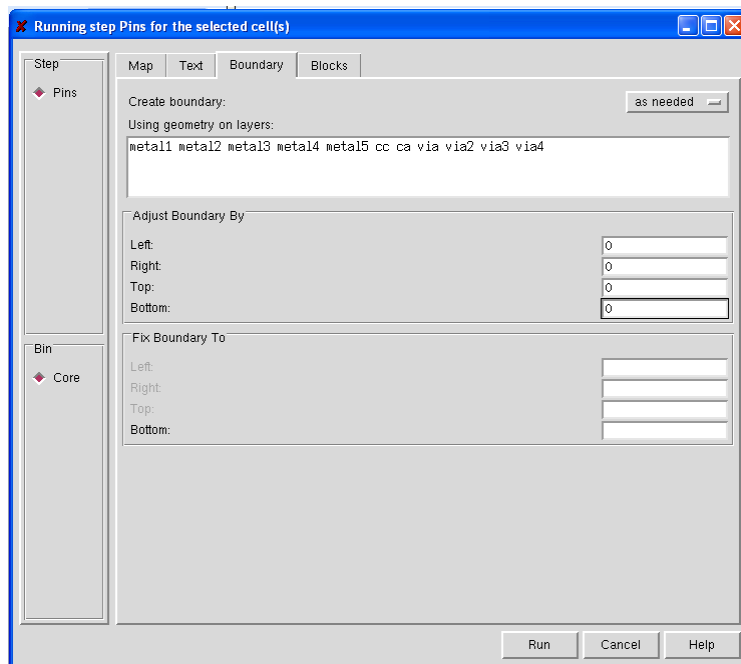 Running step Pins for the selected cell(s)
Step
Pins
Bin
Core
Map Text Boundary Blocks
Create boundary: as needed
Using geometry on layers:
metal1 metal2 metal3 metal4 metal5 cc ca via via2 via3 via4
Adjust Boundary By
Left: 0
Right: 0
Top: 0
Bottom: 0
Fix Boundary To
Left:
Right:
Top:
Bottom:
Run Cancel Help